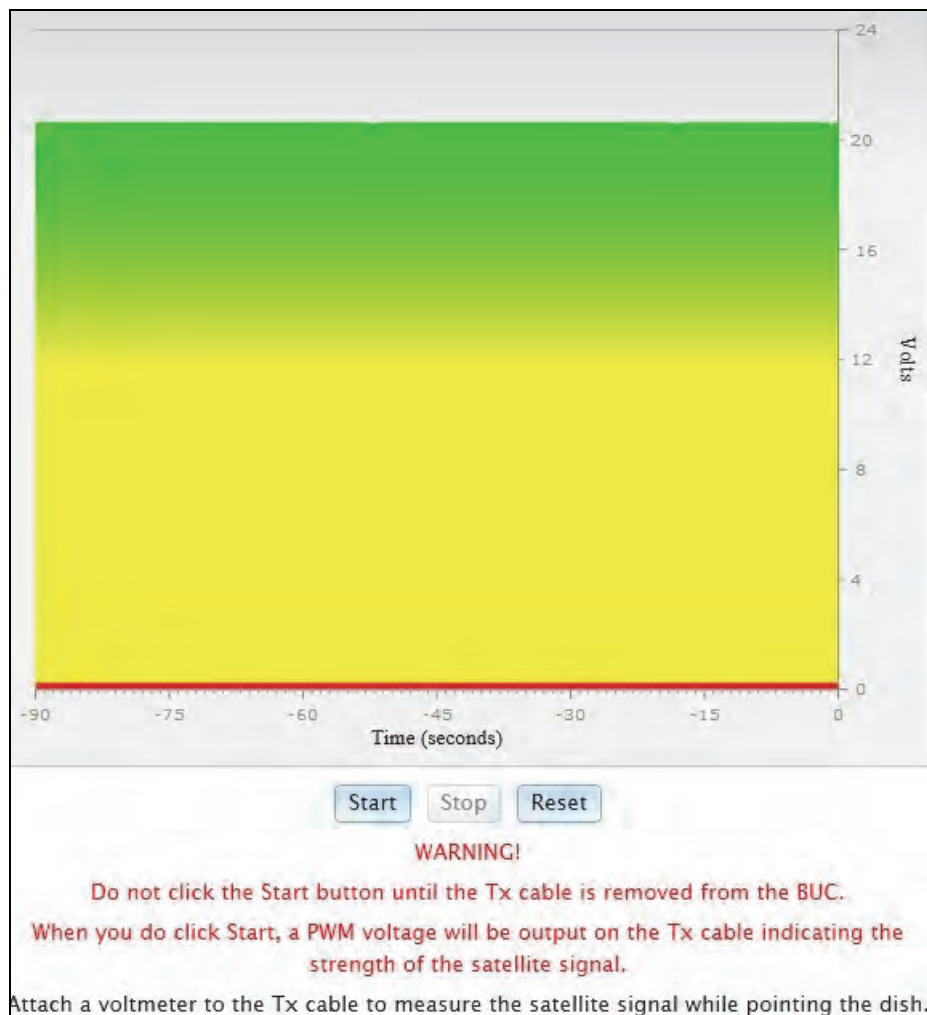 24
20
16
12
8
4
0
Volts
-90 -75 -60 -45 -30 -15 0
Time (seconds)
Start Stop Reset
WARNING!
Do not click the Start button until the Tx cable is removed from the BUC.
When you do click Start, a PWM voltage will be output on the Tx cable indicating the
strength of the satellite signal.
Attach a voltmeter to the Tx cable to measure the satellite signal while pointing the dish.